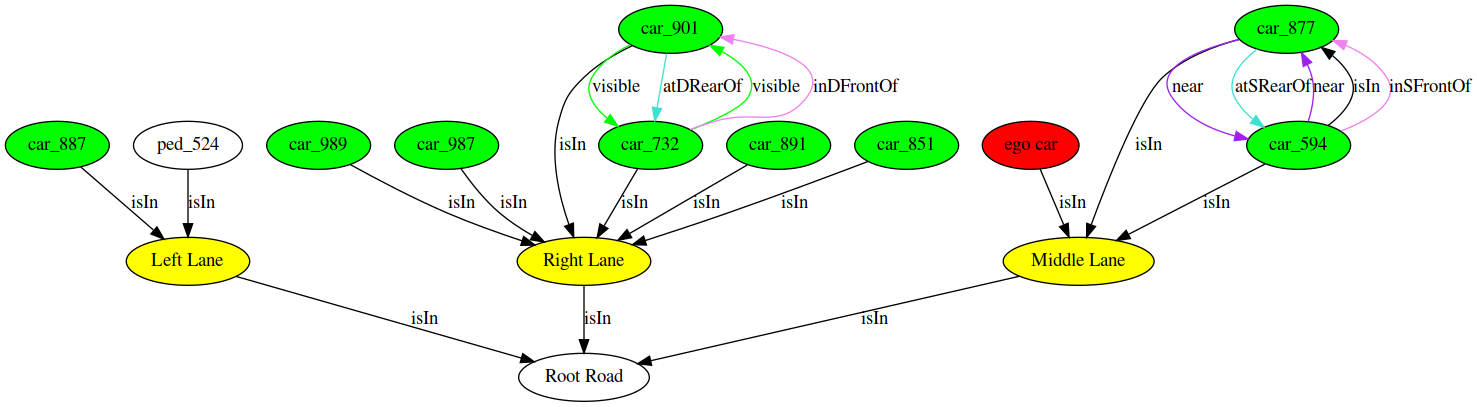 car_901
car_877
visible
atDRearOf
visible
inDFrontOf
near
atSRearOf
near
isIn
inSFrontOf
car_887
ped_524
car_989
car_987
isIn
car_732
car_891
car_851
ego car
isIn
car_594
isIn
isIn
isIn
isIn
isIn
isIn
isIn
isIn
isIn
Left Lane
Right Lane
Middle Lane
isIn
isIn
isIn
Root Road